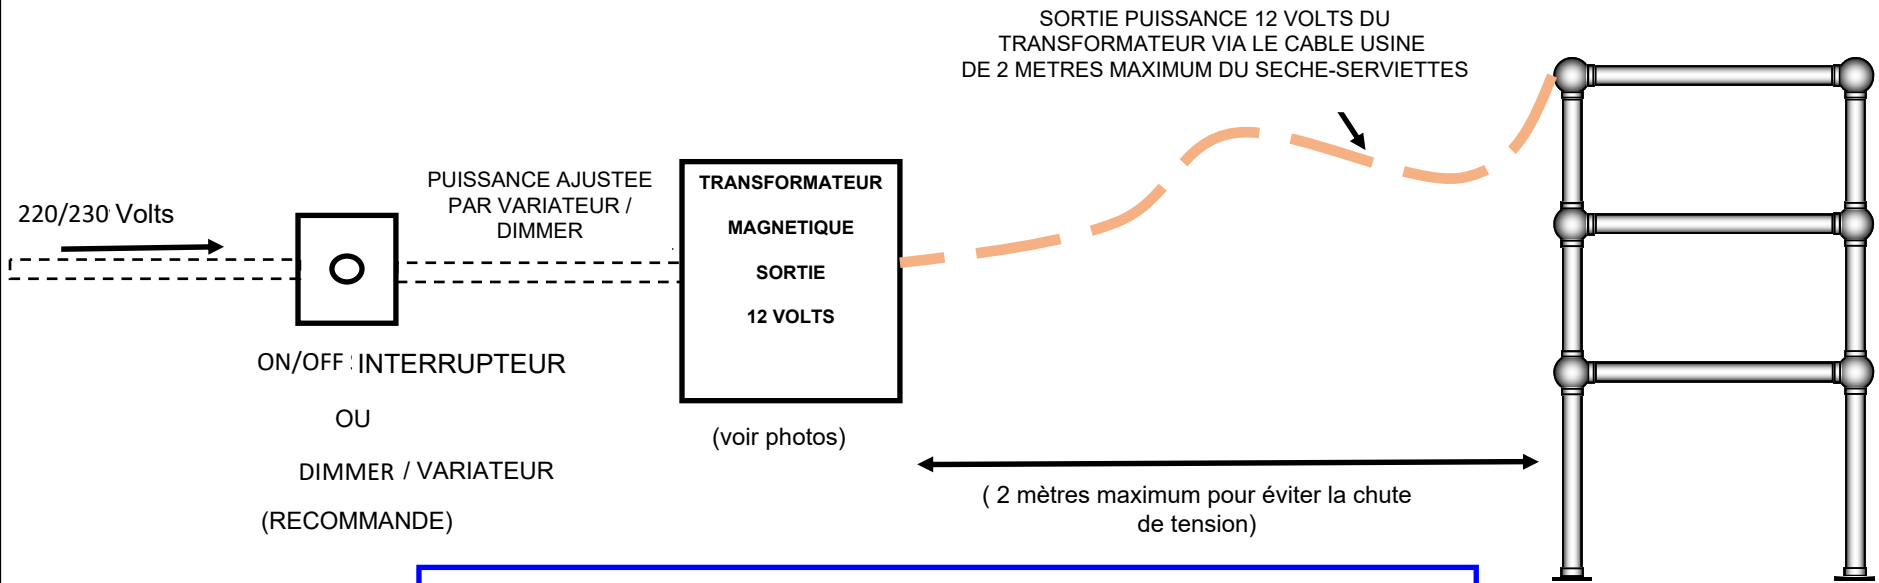 SORTIE PUISSANCE 12 VOLTS DU
TRANSFORMATEUR VIA LE CABLE USINE
DE 2 METRES MAXIMUM DU SECHE-SERVIETTES
220/230 Volts
PUISSANCE AJUSTEE
PAR VARIATEUR /
DIMMER
TRANSFORMATEUR
MAGNETIQUE
SORTIE
12 VOLTS
ON/OFF : INTERRUPTEUR
OU
DIMMER / VARIATEUR
(RECOMMANDE)
(voir photos)
( 2 mètres maximum pour éviter la chute
de tension)